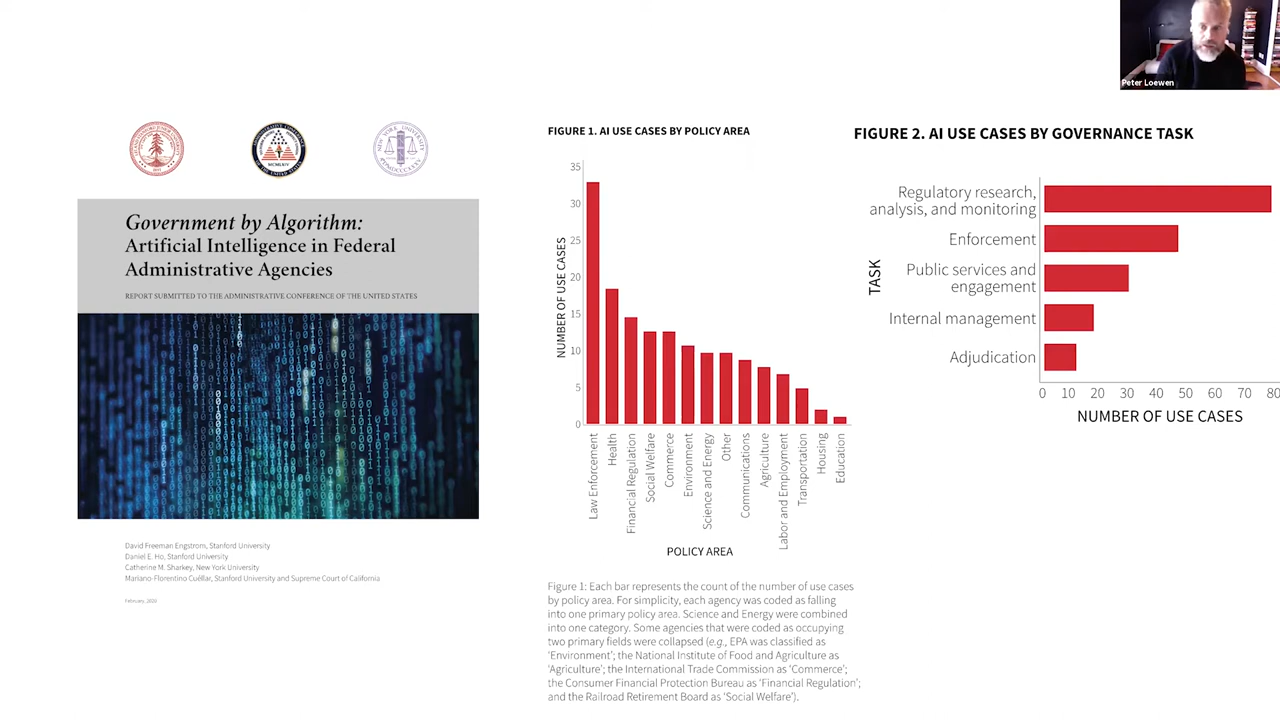 Peter Loewen
Government by Algorithm:
Artificial Intelligence in Federal
Administrative Agencies
REPORT SUBMITTED TO THE ADMINISTRATIVE CONFERENCE OF THE UNITED STATES
David Freeman Engstrom, Stanford University
Daniel E. Ho, Stanford University
Catherine M. Sharkey, New York University
Mariano-Florentino Cuéllar, Stanford University and Supreme Court of California
February, 2020
FIGURE 1. AI USE CASES BY POLICY AREA
NUMBER OF USE CASES
35
30
25
20
15
10
5
0
Law Enforcement
Health
Financial Regulation
Social Welfare
Commerce
Environment
Science and Energy
Other
Communications
Agriculture
Labor and Employment
Transportation
Housing
Education
POLICY AREA
Figure 1: Each bar represents the count of the number of use cases
by policy area. For simplicity, each agency was coded as falling
into one primary policy area. Science and Energy were combined
into one category. Some agencies that were coded as occupying
two primary fields were collapsed (e.g., EPA was classified as
'Environment'; the National Institute of Food and Agriculture as
'Agriculture'; the International Trade Commission as 'Commerce';
the Consumer Financial Protection Bureau as 'Financial Regulation';
and the Railroad Retirement Board as 'Social Welfare').
FIGURE 2. AI USE CASES BY GOVERNANCE TASK
TASK
Regulatory research,
analysis, and monitoring
Enforcement
Public services and
engagement
Internal management
Adjudication
0 10 20 30 40 50 60 70 80
NUMBER OF USE CASES